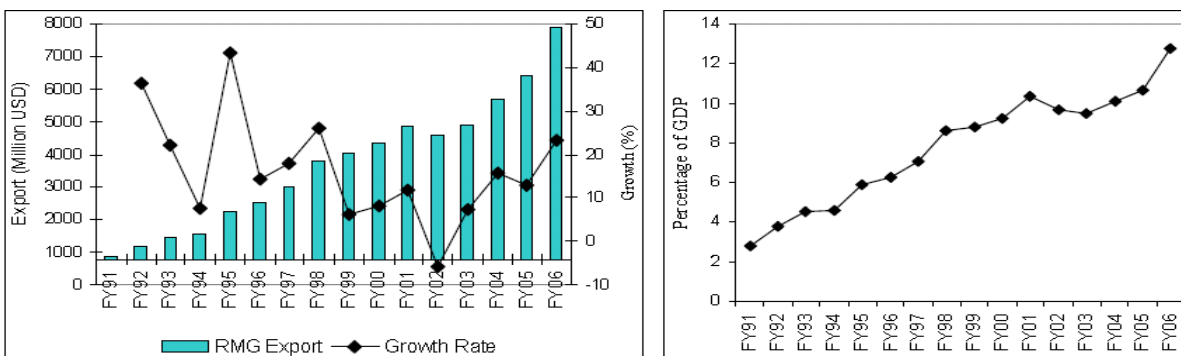 Export (Million USD)
8000
7000
6000
5000
4000
3000
2000
1000
0
FY91
FY92
FY93
FY94
FY95
FY96
FY97
FY98
FY99
FY00
FY01
FY02
FY03
FY04
FY05
FY06
50
40
30
20
10
0
-10
Growth (%)
RMG Export
Growth Rate
Percentage of GDP
14
12
10
8
6
4
2
0
FY91
FY92
FY93
FY94
FY95
FY96
FY97
FY98
FY99
FY00
FY01
FY02
FY03
FY04
FY05
FY06